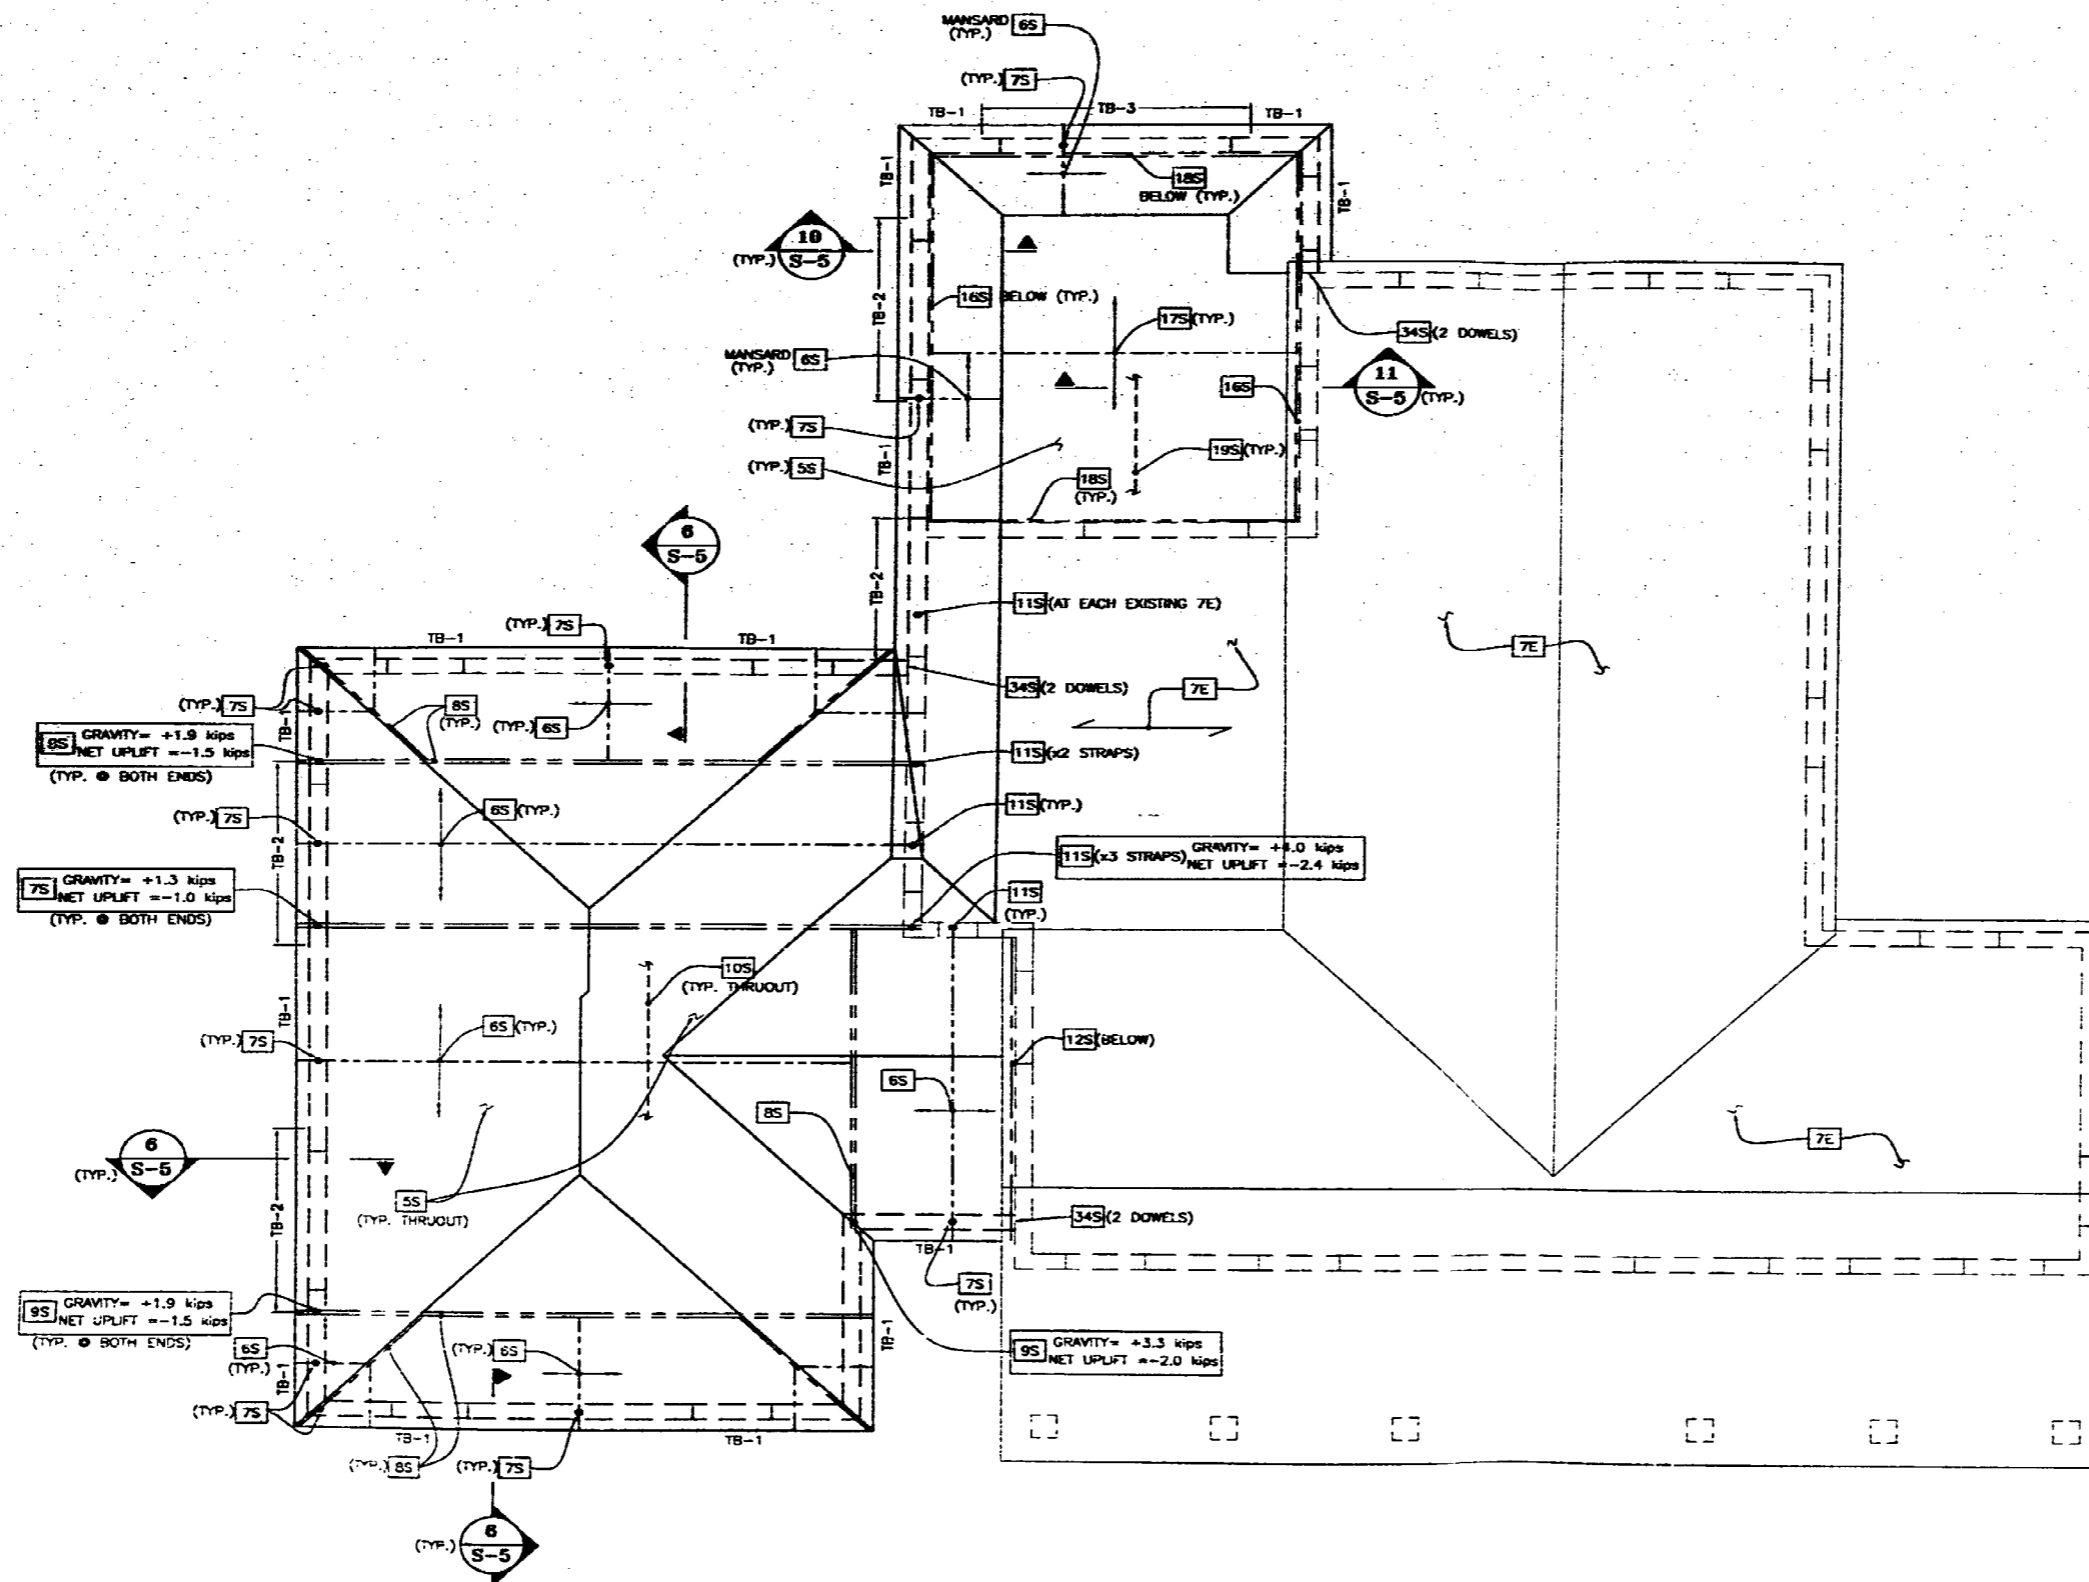 MANSARD 6S
(TYP.)
(TYP.) 7S
TB-1 TB-3 TB-1
TB-1
TB-1
18S
BELOW (TYP.)
10
S-5
(TYP.)
TB-2
16S BELOW (TYP.)
17S (TYP.)
34S (2 DOWELS)
MANSARD 6S
(TYP.)
11
S-5
(TYP.)
16S
(TYP.) 7S
TB-1
19S (TYP.)
(TYP.) 5S
18S
(TYP.)
6
S-5
TB-2
11S (AT EACH EXISTING 7E)
(TYP.) 7S
TB-1 TB-1
7E
34S (2 DOWELS)
7E
(TYP.) 7S
TB-1
8S
(TYP.)
(TYP.) 6S
GRAVITY= +1.9 kips
NET UPLIFT =-1.5 kips
(TYP. @ BOTH ENDS)
11S (x2 STRAPS)
(TYP.) 7S
6S (TYP.)
11S (TYP.)
TB-2
11S (x3 STRAPS)
NET UPLIFT =-2.4 kips
7S GRAVITY= +1.3 kips
NET UPLIFT =-1.0 kips
(TYP. @ BOTH ENDS)
11S
(TYP.)
10S
(TYP. THRUOUT)
TB-1
(TYP.) 7S
6S (TYP.)
12S (BELOW)
6S
8S
7E
6
S-5
(TYP.)
5S
(TYP. THRUOUT)
TB-2
34S (2 DOWELS)
TB-1
7S
(TYP.)
9S GRAVITY= +1.9 kips
NET UPLIFT =-1.5 kips
(TYP. @ BOTH ENDS)
6S
(TYP.)
(TYP.) 6S
TB-1
TB-1
9S GRAVITY= +3.3 kips
NET UPLIFT =-2.0 kips
(TYP.) 7S
TB-1 TB-1
(TYP.) 8S
(TYP.) 7S
6
S-5
(TYP.)